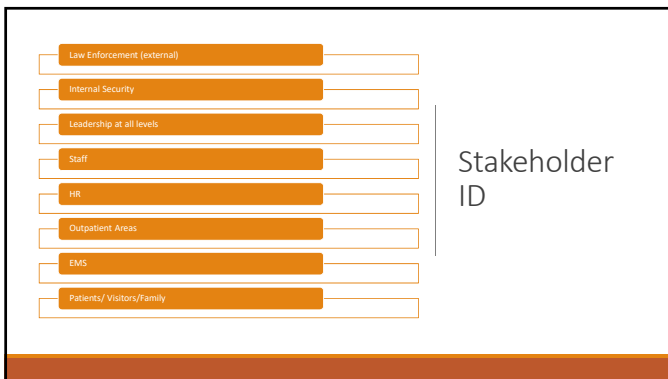 Law Enforcement (external)
Internal Security
Leadership at all levels
Staff
HR
Outpatient Areas
EMS
Patients/ Visitors/Family
Stakeholder
ID